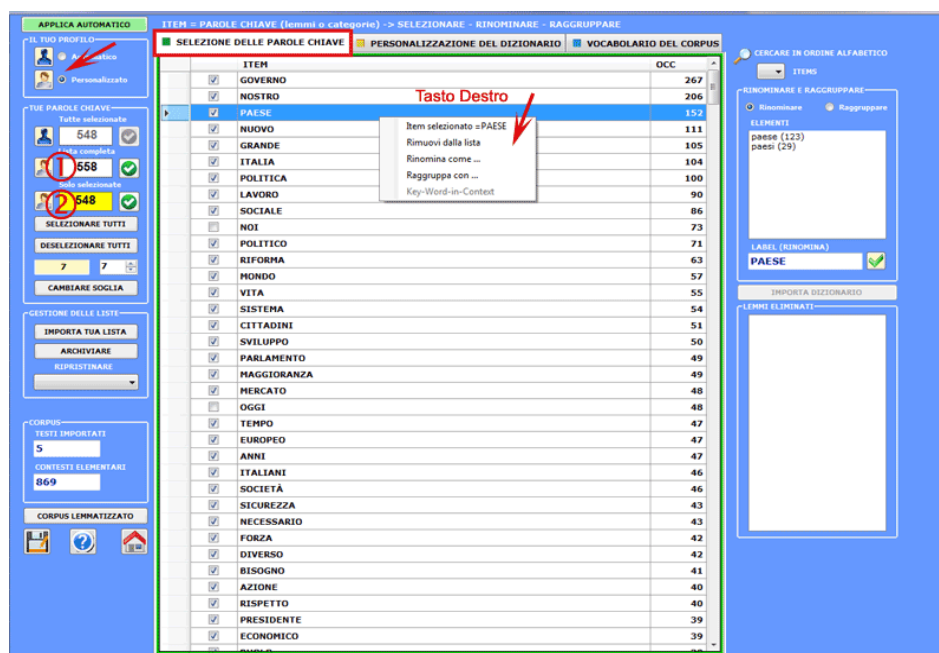 APPLICA AUTOMATICO
ITEM = PAROLE CHIAVE (lemmi o categorie) -> SELEZIONARE - RINOMINARE - RAGGRUPPARE
IL TUO PROFILO
Automatico
Personalizzato
TUE PAROLE CHIAVE
Tutte selezionate
548
Lista completa
1
558
Solo selezionate
2
548
SELEZIONARE TUTTI
DESELEZIONARE TUTTI
7 7
CAMBIARE SOGLIA
GESTIONE DELLE LISTE
IMPORTA TUA LISTA
ARCHIVIARE
RIPRISTINARE
CORPUS
TESTI IMPORTATI
5
CONTESTI ELEMENTARI
869
CORPUS LEMMATIZZATO
SELEZIONE DELLE PAROLE CHIAVE
PERSONALIZZAZIONE DEL DIZIONARIO
VOCABOLARIO DEL CORPUS
ITEM OCC
GOVERNO 267
NOSTRO 206
PAESE 152
NUOVO 111
GRANDE 105
ITALIA 104
POLITICA 100
LAVORO 90
SOCIALE 86
NOI 73
POLITICO 71
RIFORMA 63
MONDO 57
VITA 55
SISTEMA 54
CITTADINI 51
SVILUPPO 50
PARLAMENTO 49
MAGGIORANZA 49
MERCATO 48
OGGI 48
TEMPO 47
EUROPEO 47
ANNI 47
ITALIANI 46
SOCIETÀ 46
SICUREZZA 43
NECESSARIO 43
FORZA 42
DIVERSO 42
BISOGNO 41
AZIONE 40
RISPETTO 40
PRESIDENTE 39
ECONOMICO 39
Tasto Destro
Item selezionato =PAESE
Rimuovi dalla lista
Rinomina come ...
Raggruppa con ...
Key-Word-in-Context
CERCARE IN ORDINE ALFABETICO
ITEMS
RINOMINARE E RAGGRUPPARE
Rinominare Raggruppare
ELEMENTI
paese (123)
paesi (29)
LABEL (RINOMINA)
PAESE
IMPORTA DIZIONARIO
LEMMI ELIMINATI